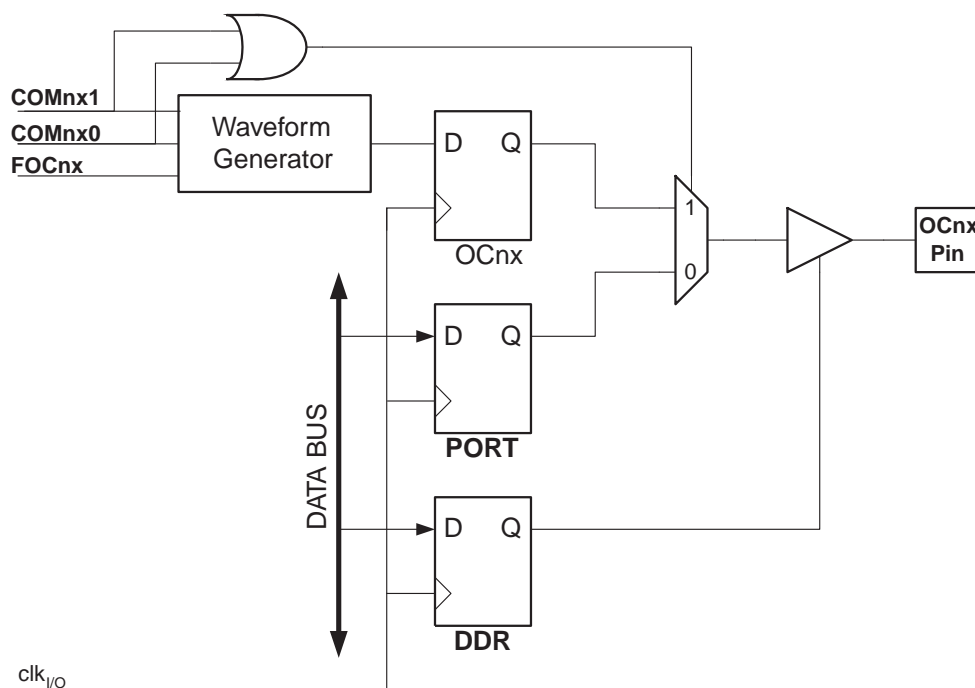 COMnx1
COMnx0
FOCnx
Waveform
Generator
D Q
OCnx
1
0
OCnx
Pin
D Q
PORT
DATA BUS
D Q
DDR
clkI/O